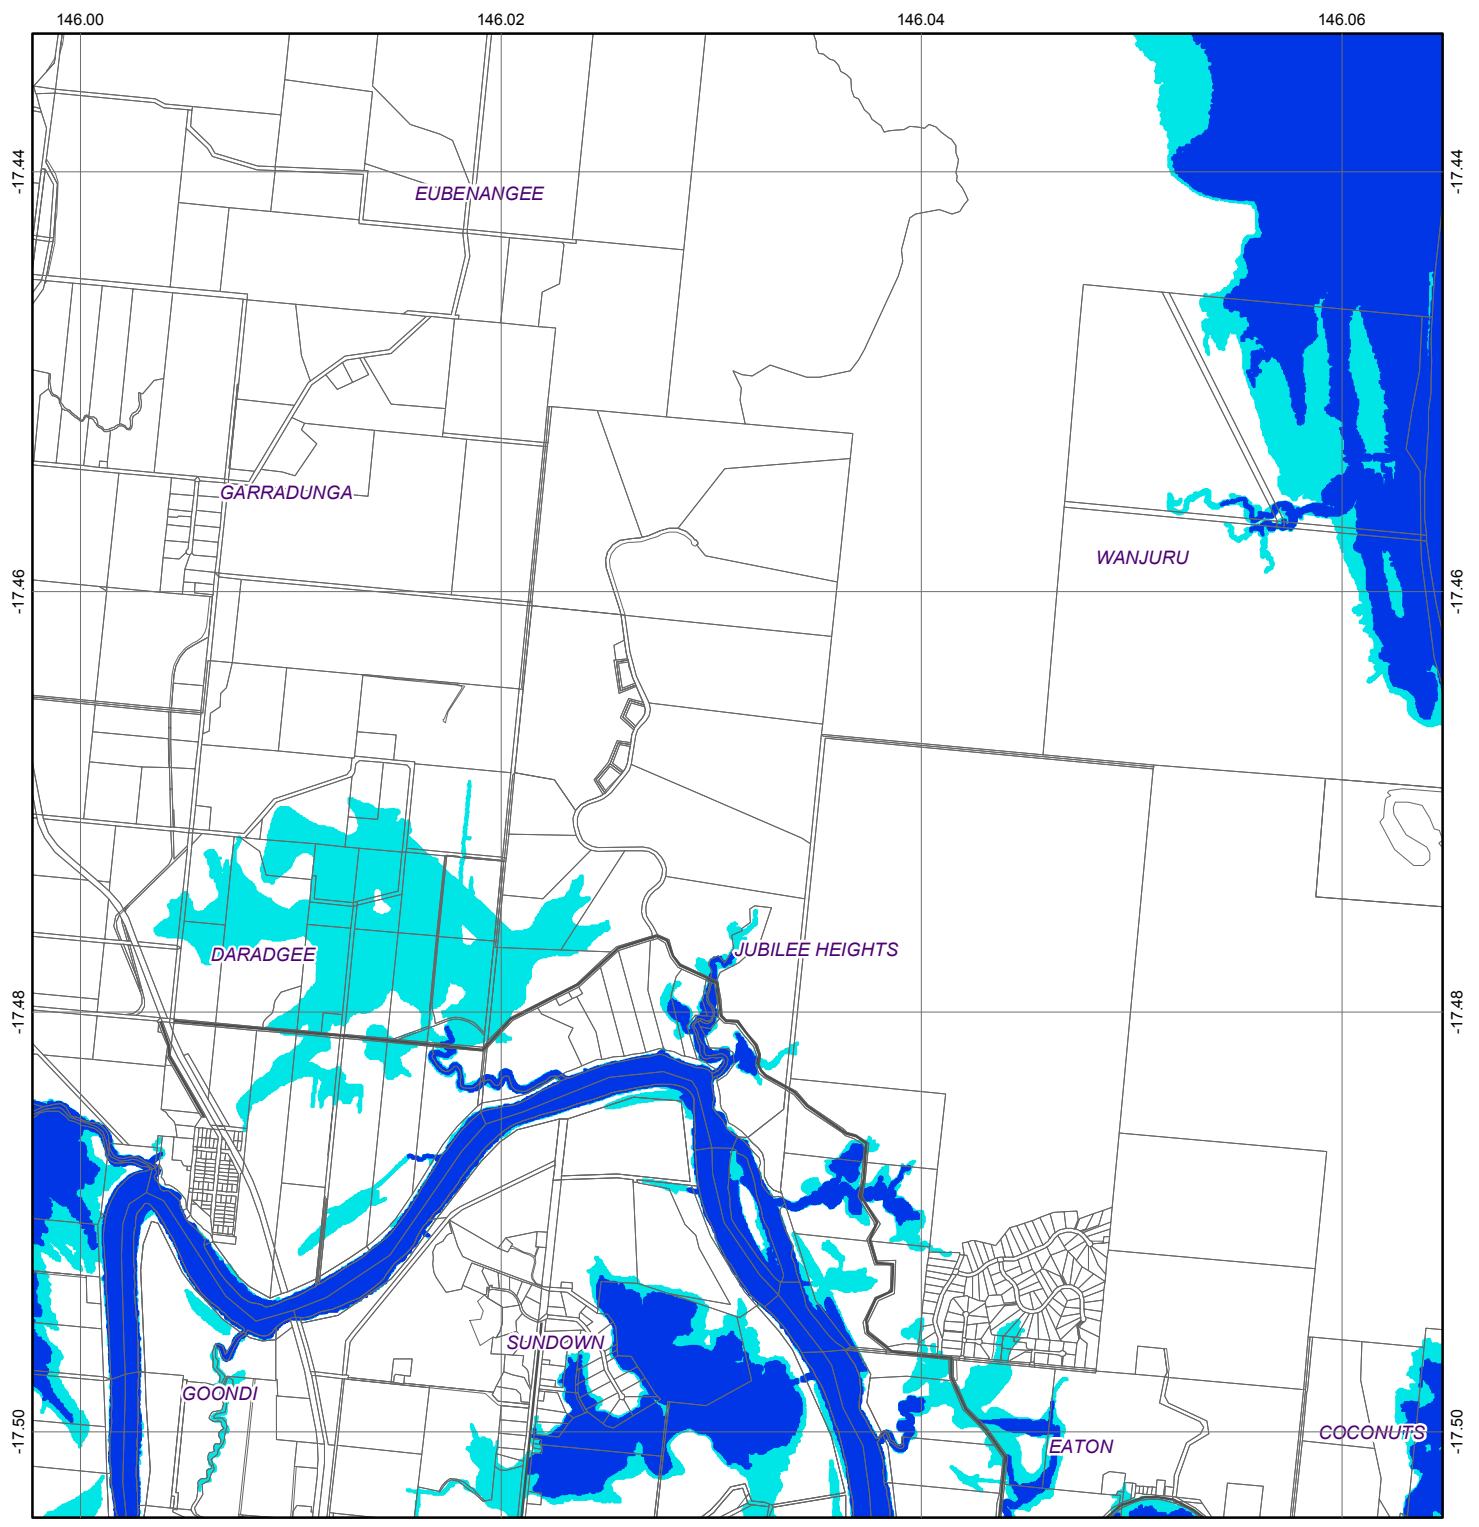 146.00 146.02 146.04 146.06
-17.44 -17.44
EUBENANGEE
GARRADUNGA
WANJURU
-17.46 -17.46
DARADGEE
JUBILEE HEIGHTS
-17.48 -17.48
SUNDOWN
GOONDI
-17.50 -17.50
COCONUTS
EATON